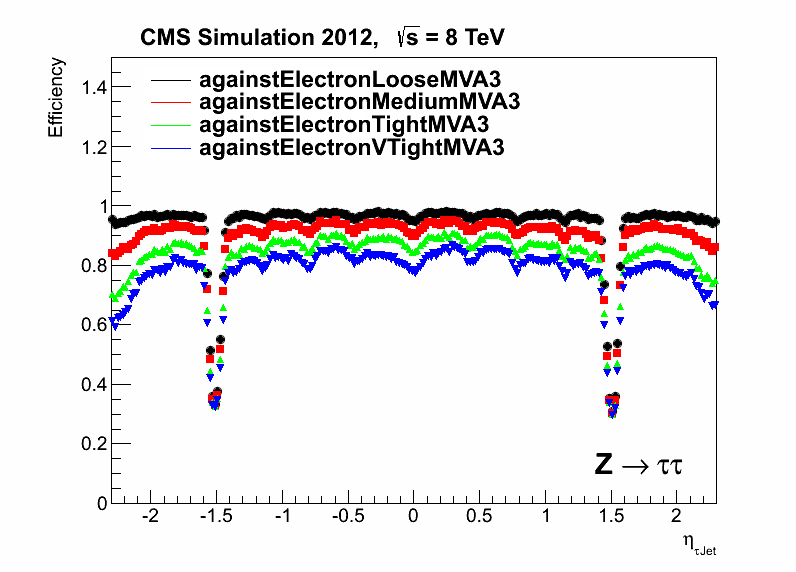 CMS Simulation 2012, √s = 8 TeV
Efficiency
1.4
1.2
1
0.8
0.6
0.4
0.2
0
againstElectronLooseMVA3
againstElectronMediumMVA3
againstElectronTightMVA3
againstElectronVTightMVA3
Z → ττ
-2 -1.5 -1 -0.5 0 0.5 1 1.5 2
ητJet